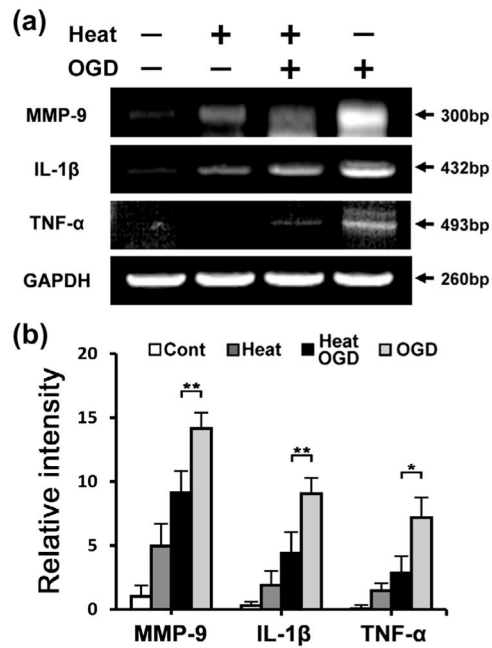 (a)
Heat − + + −
OGD − − + +
MMP-9 300bp
IL-1β 432bp
TNF-α 493bp
GAPDH 260bp
(b)
Relative intensity
20
15
10
5
0
Cont Heat Heat OGD OGD
** ** *
MMP-9 IL-1β TNF-α